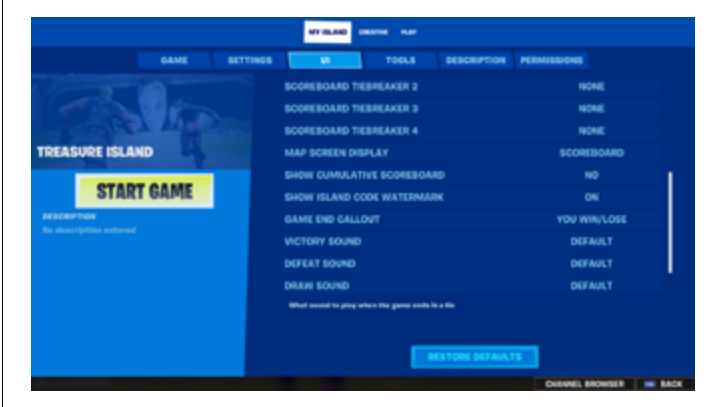 MY ISLAND CREATIVE PLAY
GAME SETTINGS UI TOOLS DESCRIPTION PERMISSIONS
SCOREBOARD TIEBREAKER 2 NONE
SCOREBOARD TIEBREAKER 3 NONE
SCOREBOARD TIEBREAKER 4 NONE
TREASURE ISLAND
MAP SCREEN DISPLAY SCOREBOARD
SHOW CUMULATIVE SCOREBOARD NO
START GAME
SHOW ISLAND CODE WATERMARK ON
DESCRIPTION
GAME END CALLOUT YOU WIN/LOSE
No description entered
VICTORY SOUND DEFAULT
DEFEAT SOUND DEFAULT
DRAW SOUND DEFAULT
What sound to play when the game ends in a tie
RESTORE DEFAULTS
CHANNEL BROWSER BACK